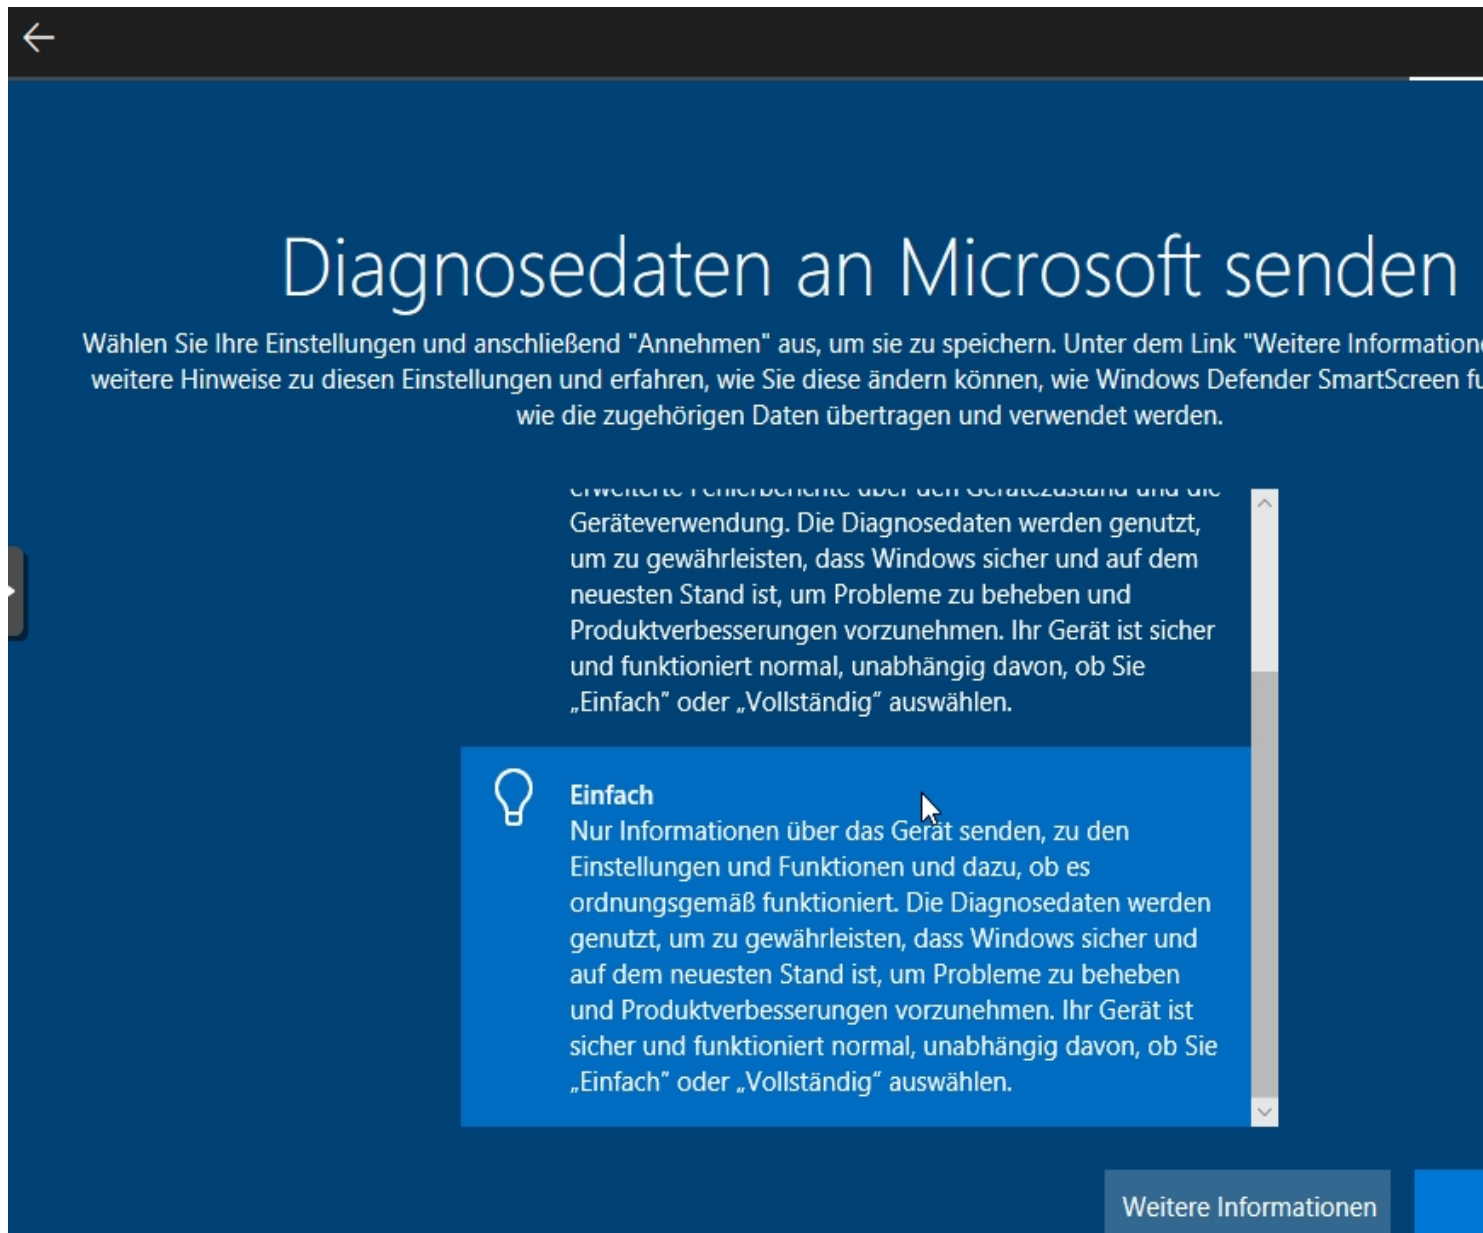 Diagnosedaten an Microsoft senden
Wählen Sie Ihre Einstellungen und anschließend "Annehmen" aus, um sie zu speichern. Unter dem Link "Weitere
weitere Hinweise zu diesen Einstellungen und erfahren, wie Sie diese ändern können, wie Windows Defender SmartScreen
wie die zugehörigen Daten übertragen und verwendet werden.
erweiterte Fehlerberichte über den Gerätezustand und die
Geräteverwendung. Die Diagnosedaten werden genutzt,
um zu gewährleisten, dass Windows sicher und auf dem
neuesten Stand ist, um Probleme zu beheben und
Produktverbesserungen vorzunehmen. Ihr Gerät ist sicher
und funktioniert normal, unabhängig davon, ob Sie
„Einfach” oder „Vollständig“ auswählen.
Einfach
Nur Informationen über das Gerät senden, zu den
Einstellungen und Funktionen und dazu, ob es
ordnungsgemäß funktioniert. Die Diagnosedaten werden
genutzt, um zu gewährleisten, dass Windows sicher und
auf dem neuesten Stand ist, um Probleme zu beheben
und Produktverbesserungen vorzunehmen. Ihr Gerät ist
sicher und funktioniert normal, unabhängig davon, ob Sie
„Einfach” oder „Vollständig“ auswählen.
Weitere Informationen